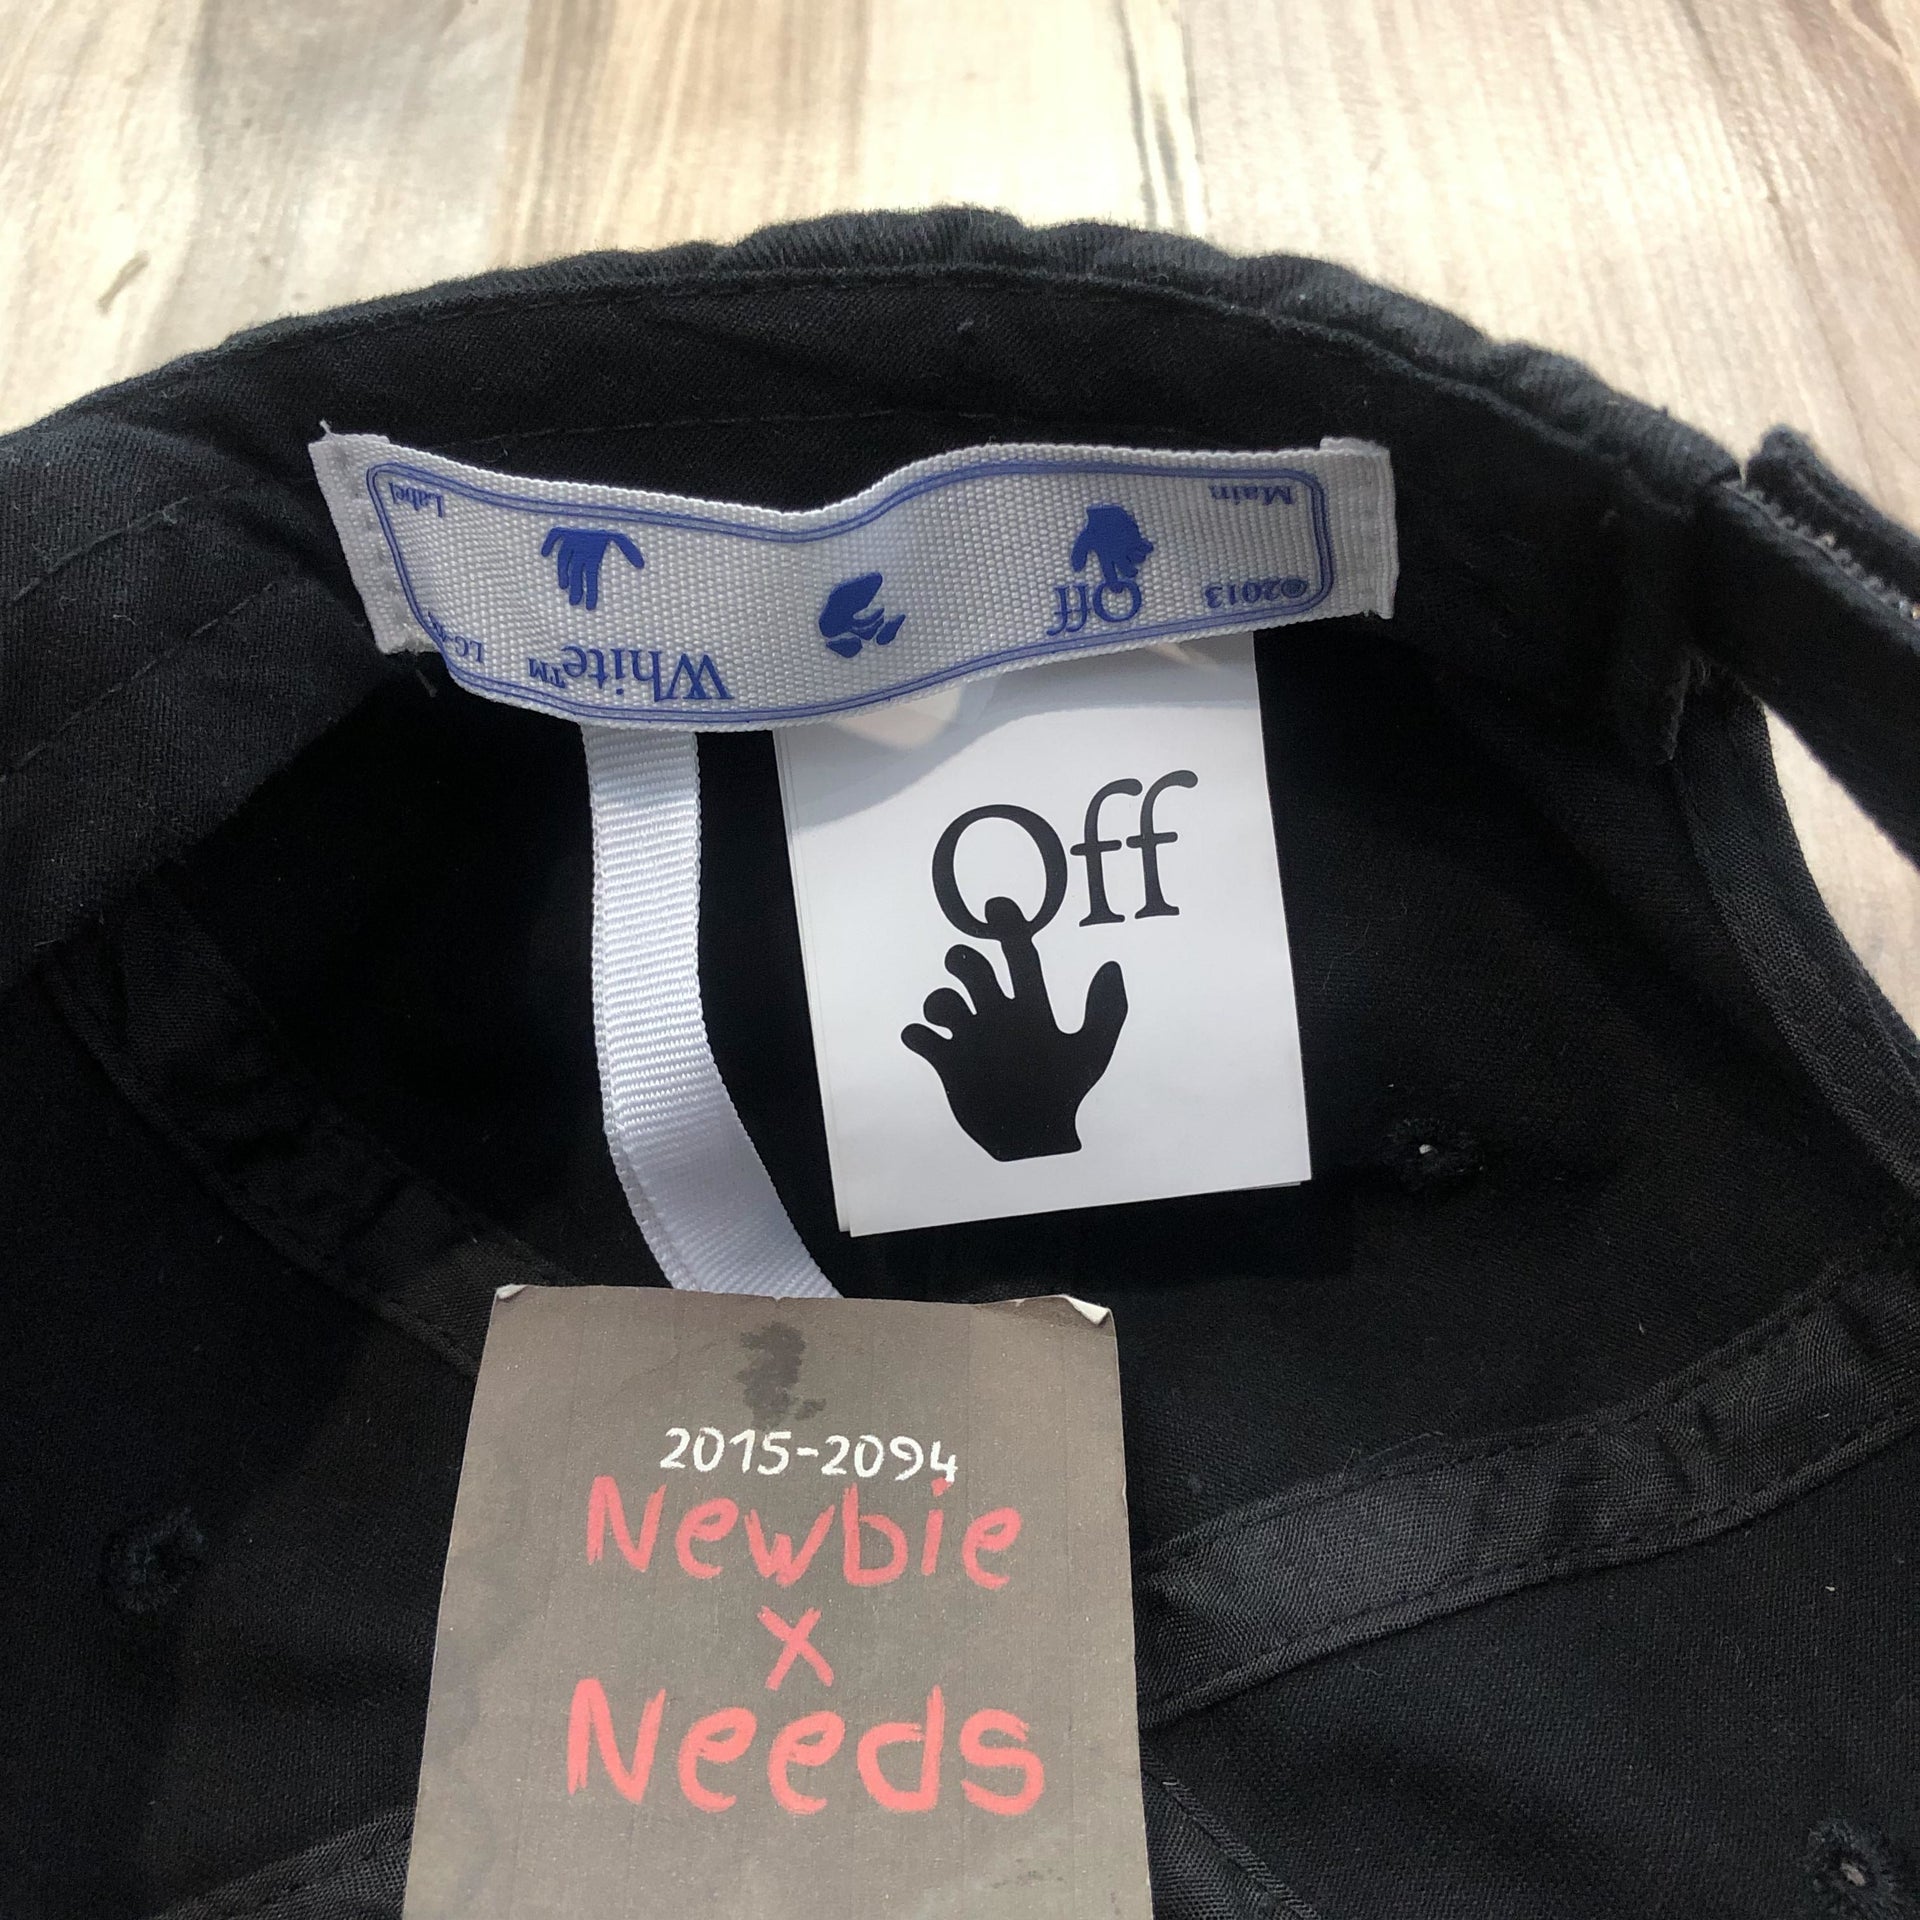 Main
Label
©2013
Off
White™
Off
2015-2094
Newbie
x
Needs